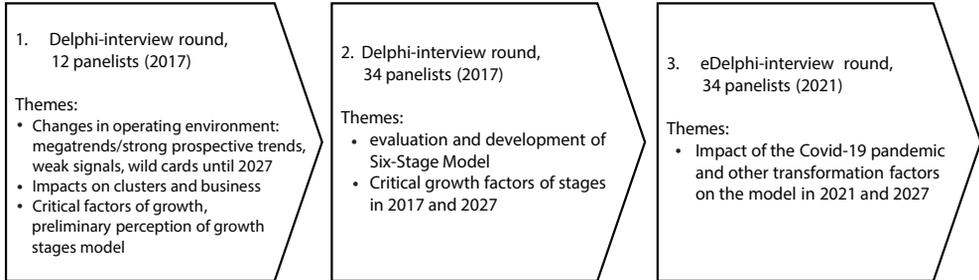 1. Delphi-interview round,
12 panelists (2017)
Themes:
• Changes in operating environment:
megatrends/strong prospective trends,
weak signals, wild cards until 2027
• Impacts on clusters and business
• Critical factors of growth,
preliminary perception of growth
stages model
2. Delphi-interview round,
34 panelists (2017)
Themes:
• evaluation and development of
Six-Stage Model
• Critical growth factors of stages
in 2017 and 2027
3. eDelphi-interview round,
34 panelists (2021)
Themes:
• Impact of the Covid-19 pandemic
and other transformation factors
on the model in 2021 and 2027